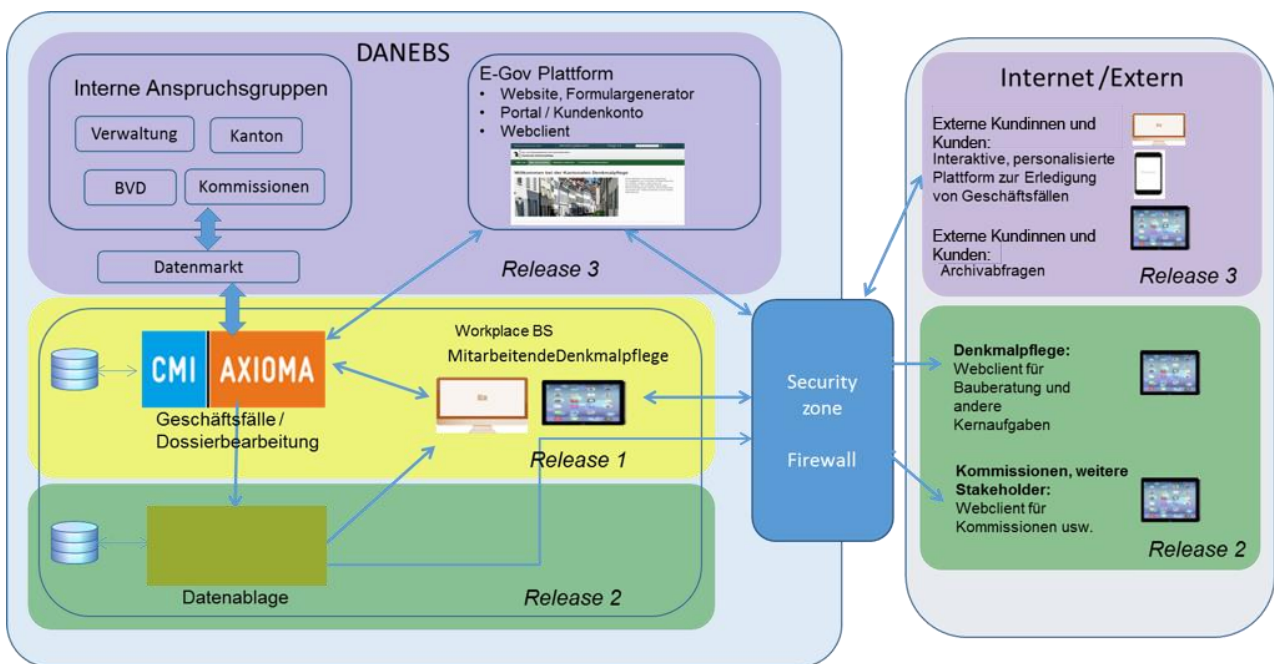 DANEBS
Interne Anspruchsgruppen
Verwaltung
Kanton
BVD
Kommissionen
Datenmarkt
E-Gov Plattform
• Website, Formulargenerator
• Portal / Kundenkonto
• Webclient
Willkommen bei der Kantonalen Denkmalpflege
Release 3
CMI AXIOMA
Geschäftsfälle /
Dossierbearbeitung
Workplace BS
MitarbeitendeDenkmalpflege
Release 1
Datenablage
Release 2
Security
zone
Firewall
Internet /Extern
Externe Kundinnen und
Kunden:
Interaktive, personalisierte
Plattform zur Erledigung
von Geschäftsfällen
Externe Kundinnen und
Kunden:
Archivabfragen
Release 3
Denkmalpflege:
Webclient für
Bauberatung und
andere
Kernaufgaben
Kommissionen, weitere
Stakeholder:
Webclient für
Kommissionen usw.
Release 2